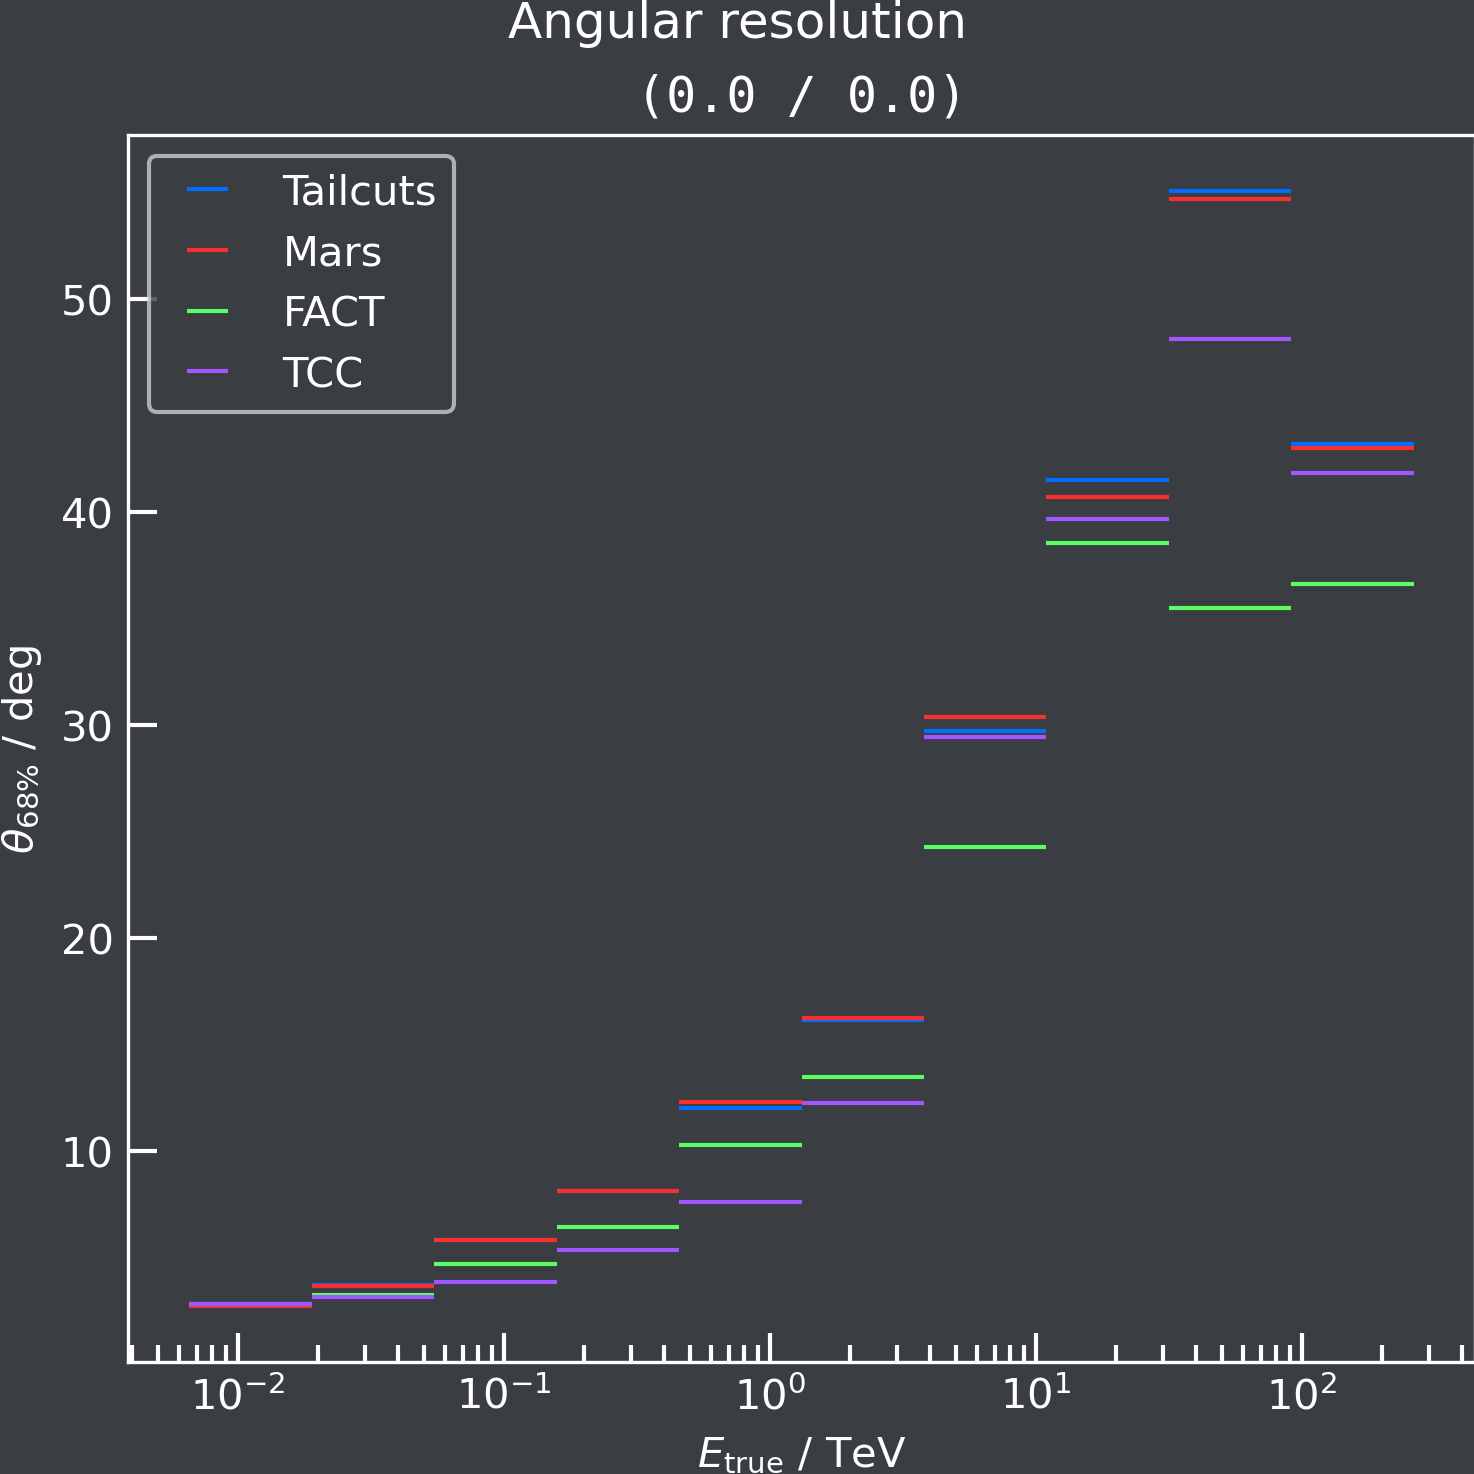 Angular resolution
(0.0 / 0.0)
Tailcuts
Mars
FACT
TCC
50
40
30
20
10
θ68% / deg
10−2 10−1 100 101 102
Etrue / TeV